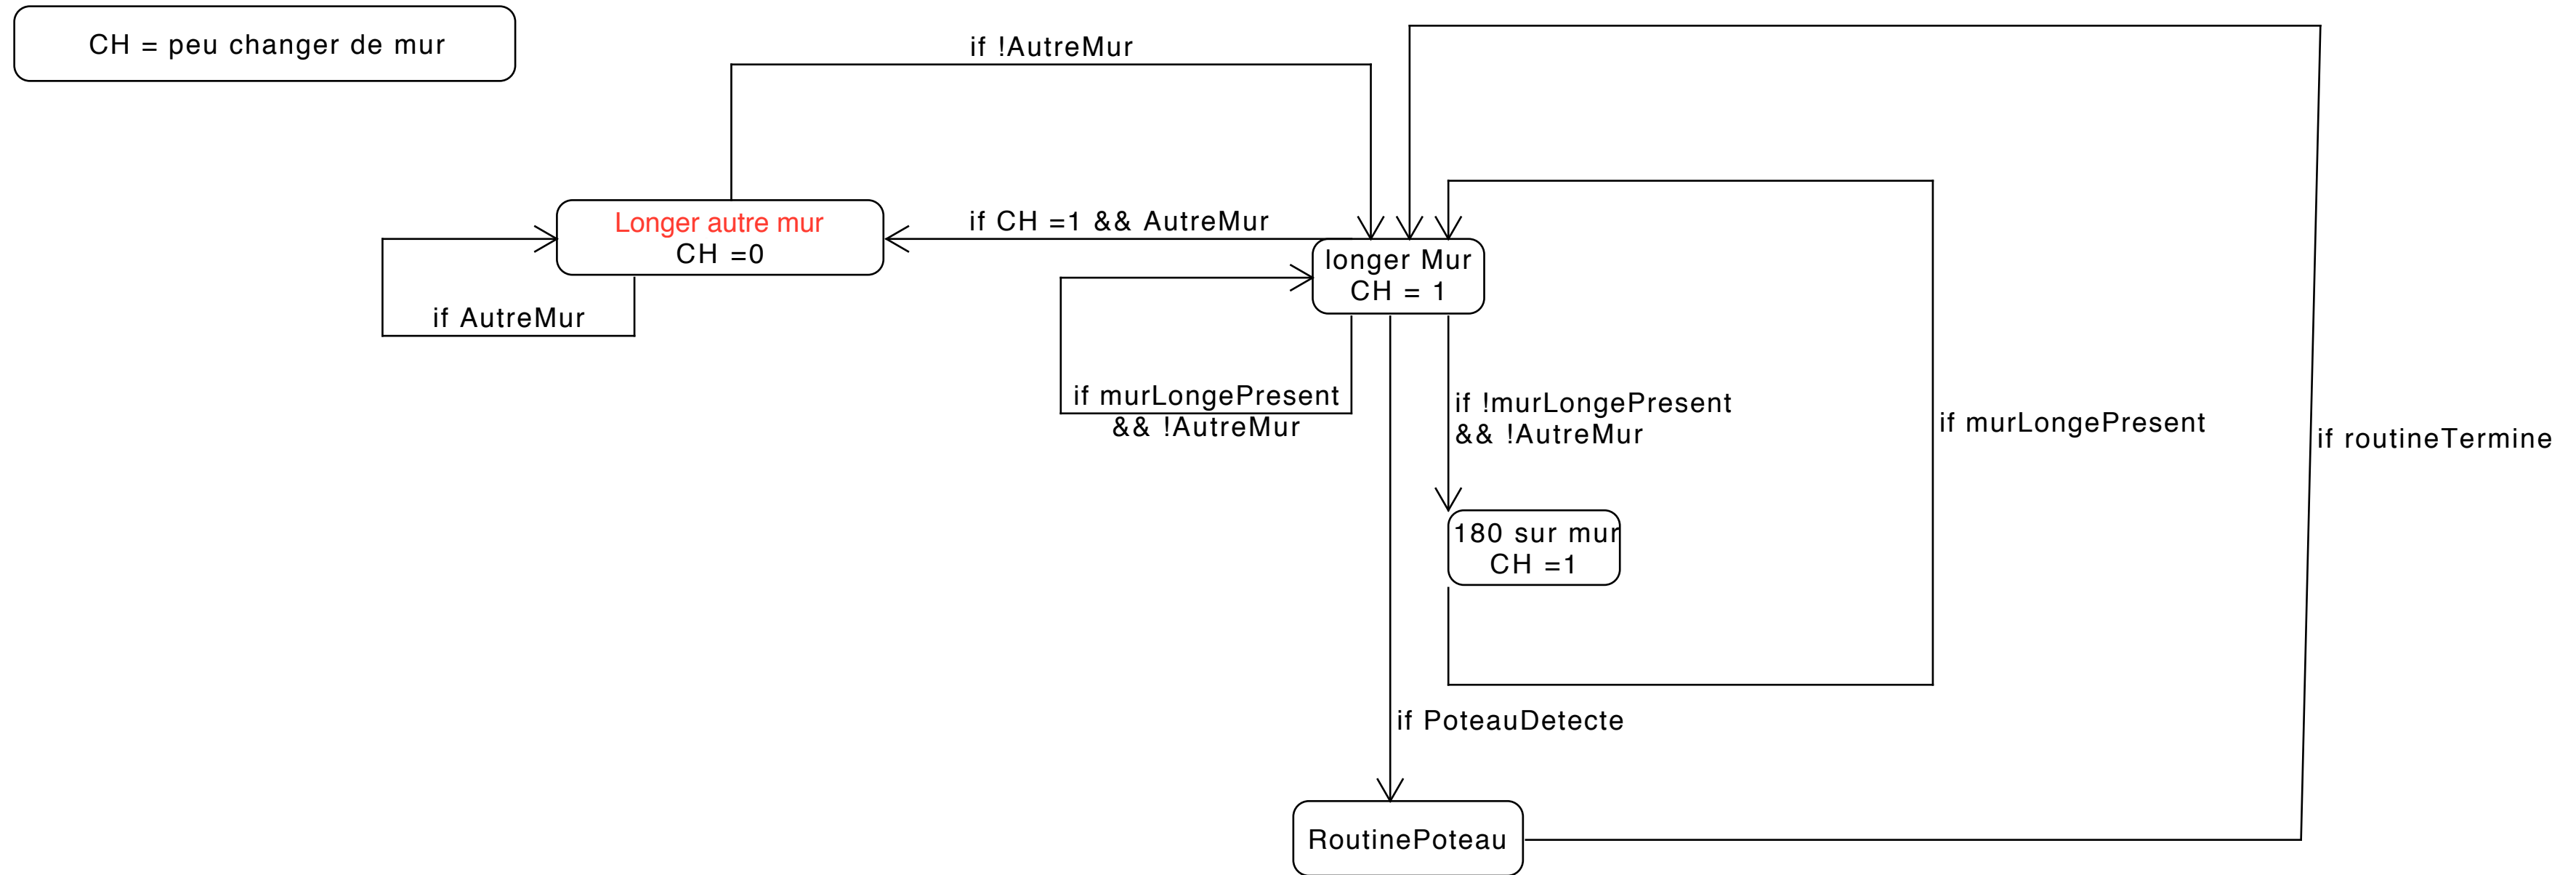 CH = peu changer de mur
if !AutreMur
Longer autre mur
CH =0
if CH =1 && AutreMur
longer Mur
CH = 1
if AutreMur
if murLongePresent
&& !AutreMur
if !murLongePresent
&& !AutreMur
if murLongePresent
if routineTermine
180 sur mur
CH =1
if PoteauDetecte
RoutinePoteau